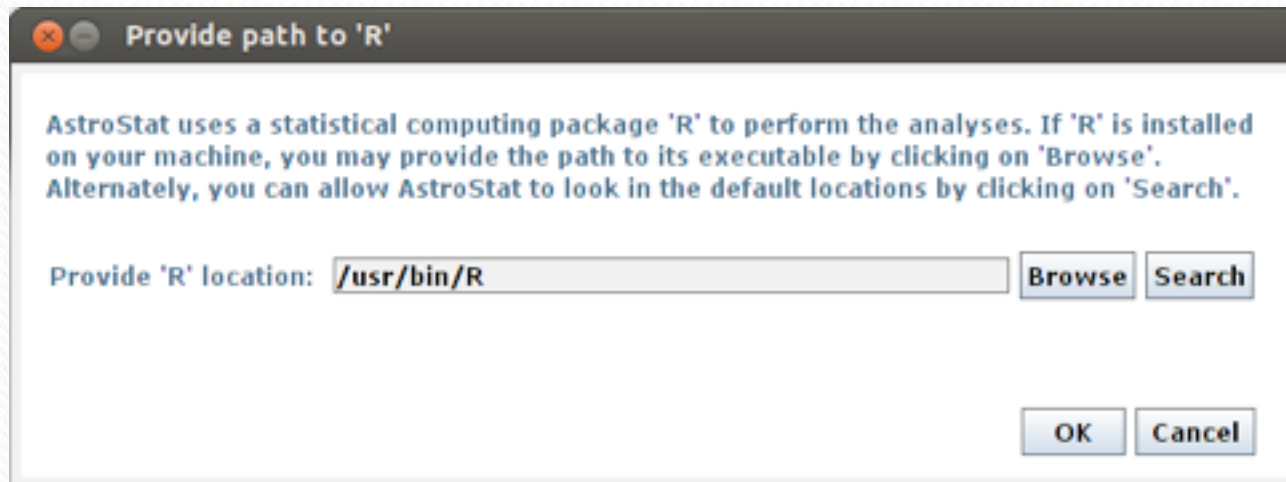 Provide path to 'R'
AstroStat uses a statistical computing package 'R' to perform the analyses. If 'R' is installed
on your machine, you may provide the path to its executable by clicking on 'Browse'.
Alternately, you can allow AstroStat to look in the default locations by clicking on 'Search'.
Provide 'R' location: /usr/bin/R Browse Search
OK Cancel